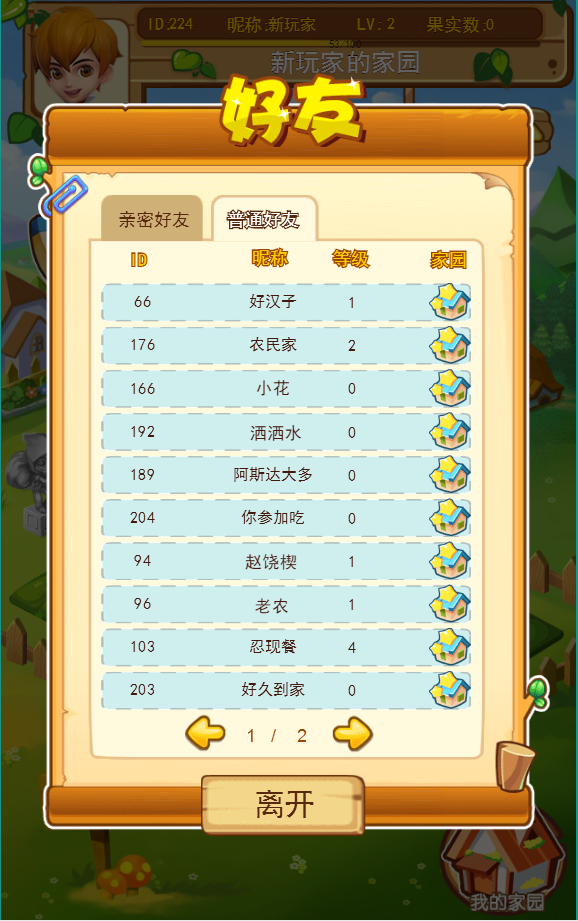 ID:224 昵称:新玩家 LV: 2 果实数:0
新玩家的家园
好友
亲密好友 普通好友
ID 昵称 等级 家园
66 好汉子 1
176 农民家 2
166 小花 0
192 洒洒水 0
189 阿斯达大多 0
204 你参加吃 0
94 赵饶楔 1
96 老农 1
103 忍现餐 4
203 好久到家 0
1 / 2
离开
我的家园